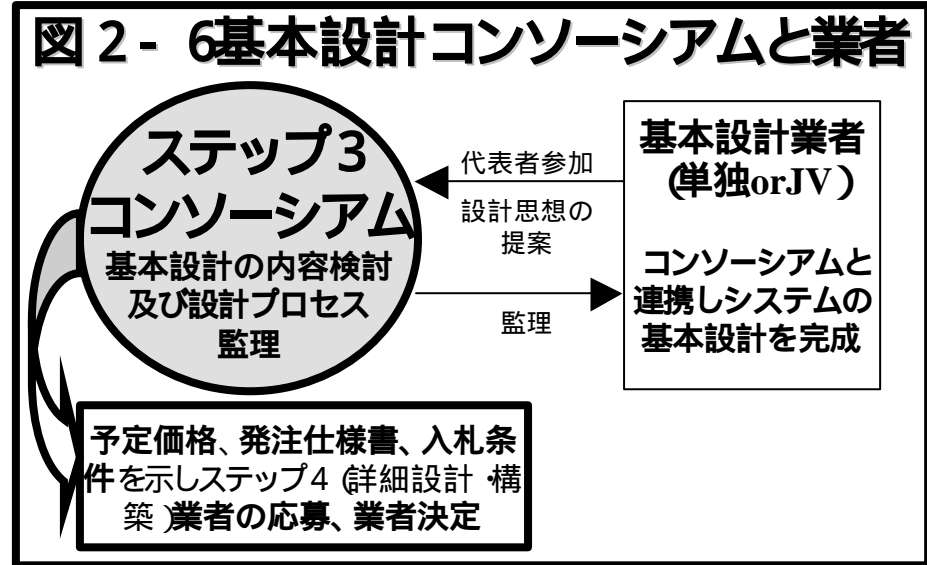 図2- 6基本設計コンソーシアムと業者
ステップ3
コンソーシアム
基本設計の内容検討
及び設計プロセス
監理
代表者参加
設計思想の
提案
監理
基本設計業者
(単独orJV)
コンソーシアムと
連携しシステムの
基本設計を完成
予定価格、発注仕様書、入札条
件を示しステップ4(詳細設計・構
築)業者の応募、業者決定